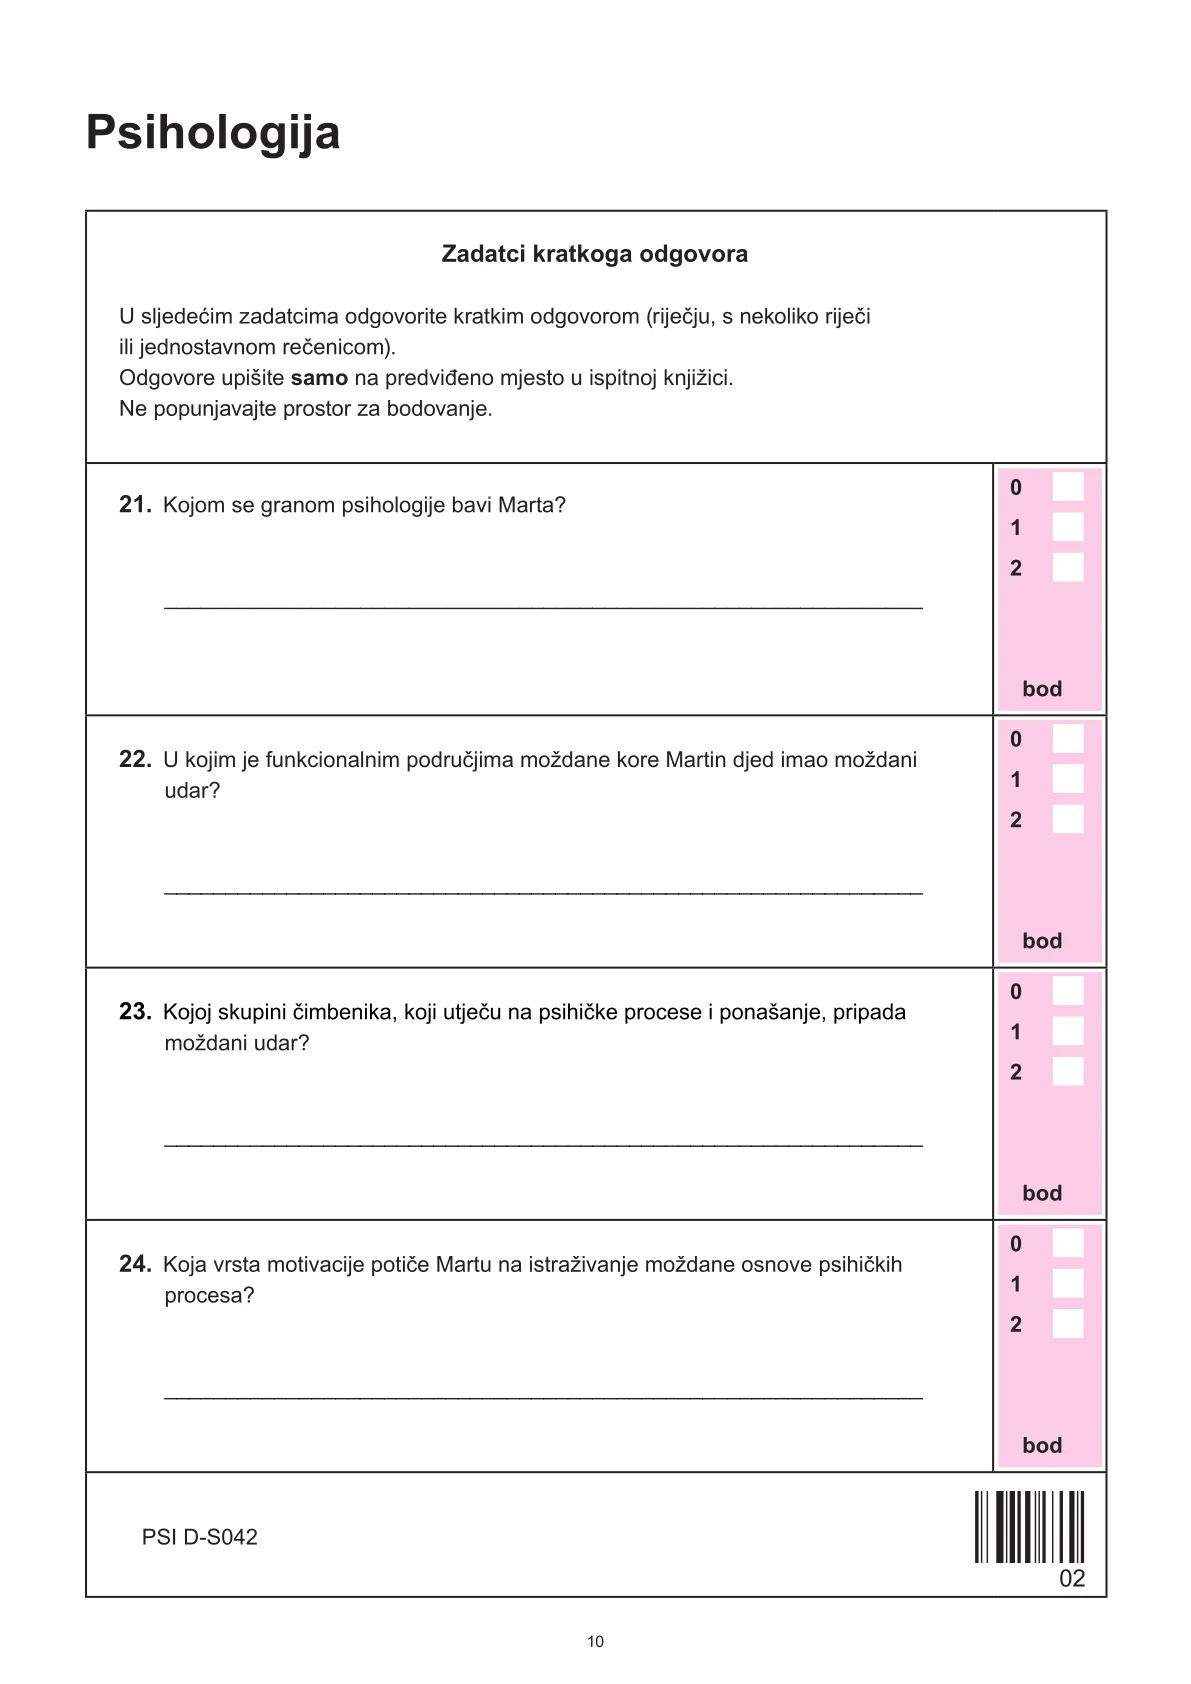 Psihologija
Zadatci kratkoga odgovora
U sljedećim zadatcima odgovorite kratkim odgovorom (riječju, s nekoliko riječi
ili jednostavnom rečenicom).
Odgovore upišite samo na predviđeno mjesto u ispitnoj knjižici.
Ne popunjavajte prostor za bodovanje.
21. Kojom se granom psihologije bavi Marta?
0
1
2
bod
22. U kojim je funkcionalnim područjima moždane kore Martin djed imao moždani
udar?
0
1
2
bod
23. Kojoj skupini čimbenika, koji utječu na psihičke procese i ponašanje, pripada
moždani udar?
0
1
2
bod
24. Koja vrsta motivacije potiče Martu na istraživanje moždane osnove psihičkih
procesa?
0
1
2
bod
PSI D-S042
02
10